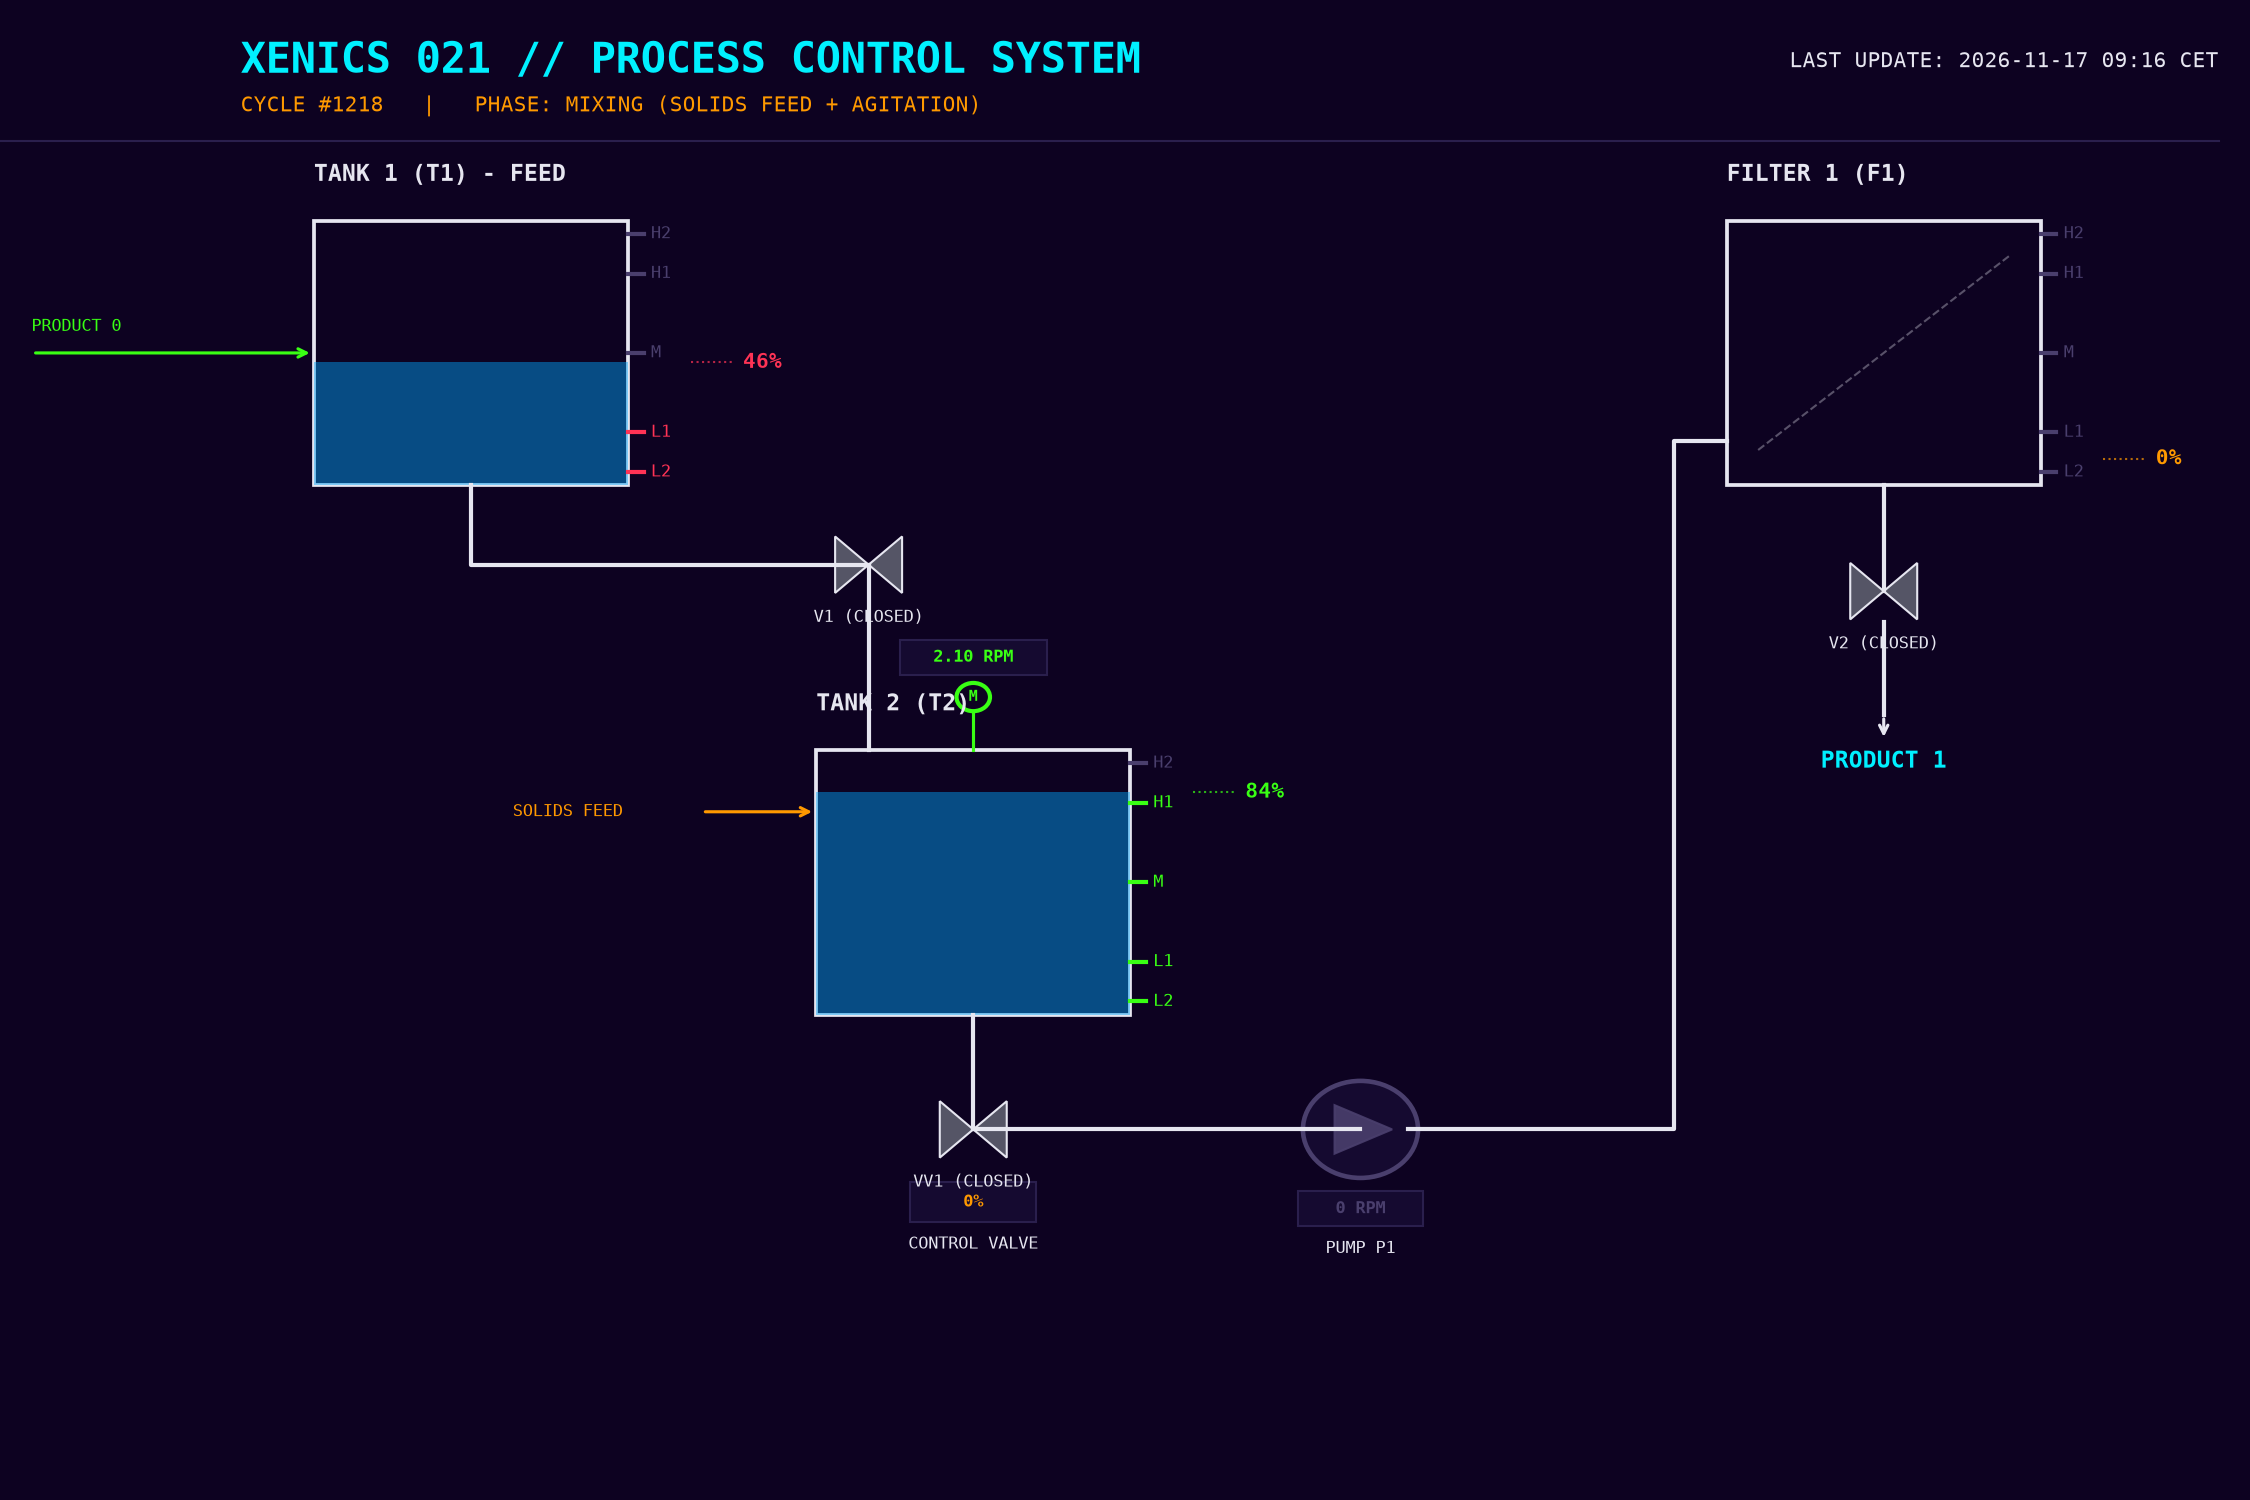 XENICS 021 // PROCESS CONTROL SYSTEM
LAST UPDATE: 2026-11-17 09:16 CET
CYCLE #1218 | PHASE: MIXING (SOLIDS FEED + AGITATION)
TANK 1 (T1) - FEED
FILTER 1 (F1)
H2
H1
M
L1
L2
46%
PRODUCT 0
H2
H1
M
L1
L2
0%
V1 (CLOSED)
V2 (CLOSED)
PRODUCT 1
2.10 RPM
M
TANK 2 (T2)
H2
H1
M
L1
L2
84%
SOLIDS FEED
VV1 (CLOSED)
0%
CONTROL VALVE
0 RPM
PUMP P1